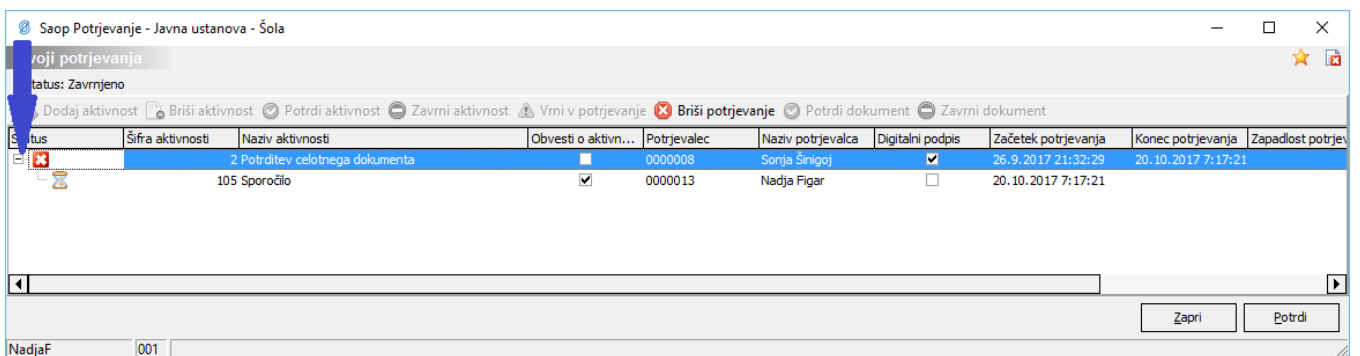 Saop Potrjevanje - Javna ustanova - Šola
voji potrjevanja
tatus: Zavrnjeno
Dodaj aktivnost Briši aktivnost Potrdi aktivnost Zavrni aktivnost Vrni v potrjevanje Briši potrjevanje Potrdi dokument Zavrni dokument
S tus Šifra aktivnosti Naziv aktivnosti Obvesti o aktivn... Potrjevalec Naziv potrjevalca Digitalni podpis Začetek potrjevanja Konec potrjevanja Zapadlost potrjev
2 Potrditev celotnega dokumenta 0000008 Sonja Šinigoj 26.9.2017 21:32:29 20.10.2017 7:17:21
105 Sporočilo 0000013 Nadja Figar 20.10.2017 7:17:21
Zapri Potrdi
NadjaF 001